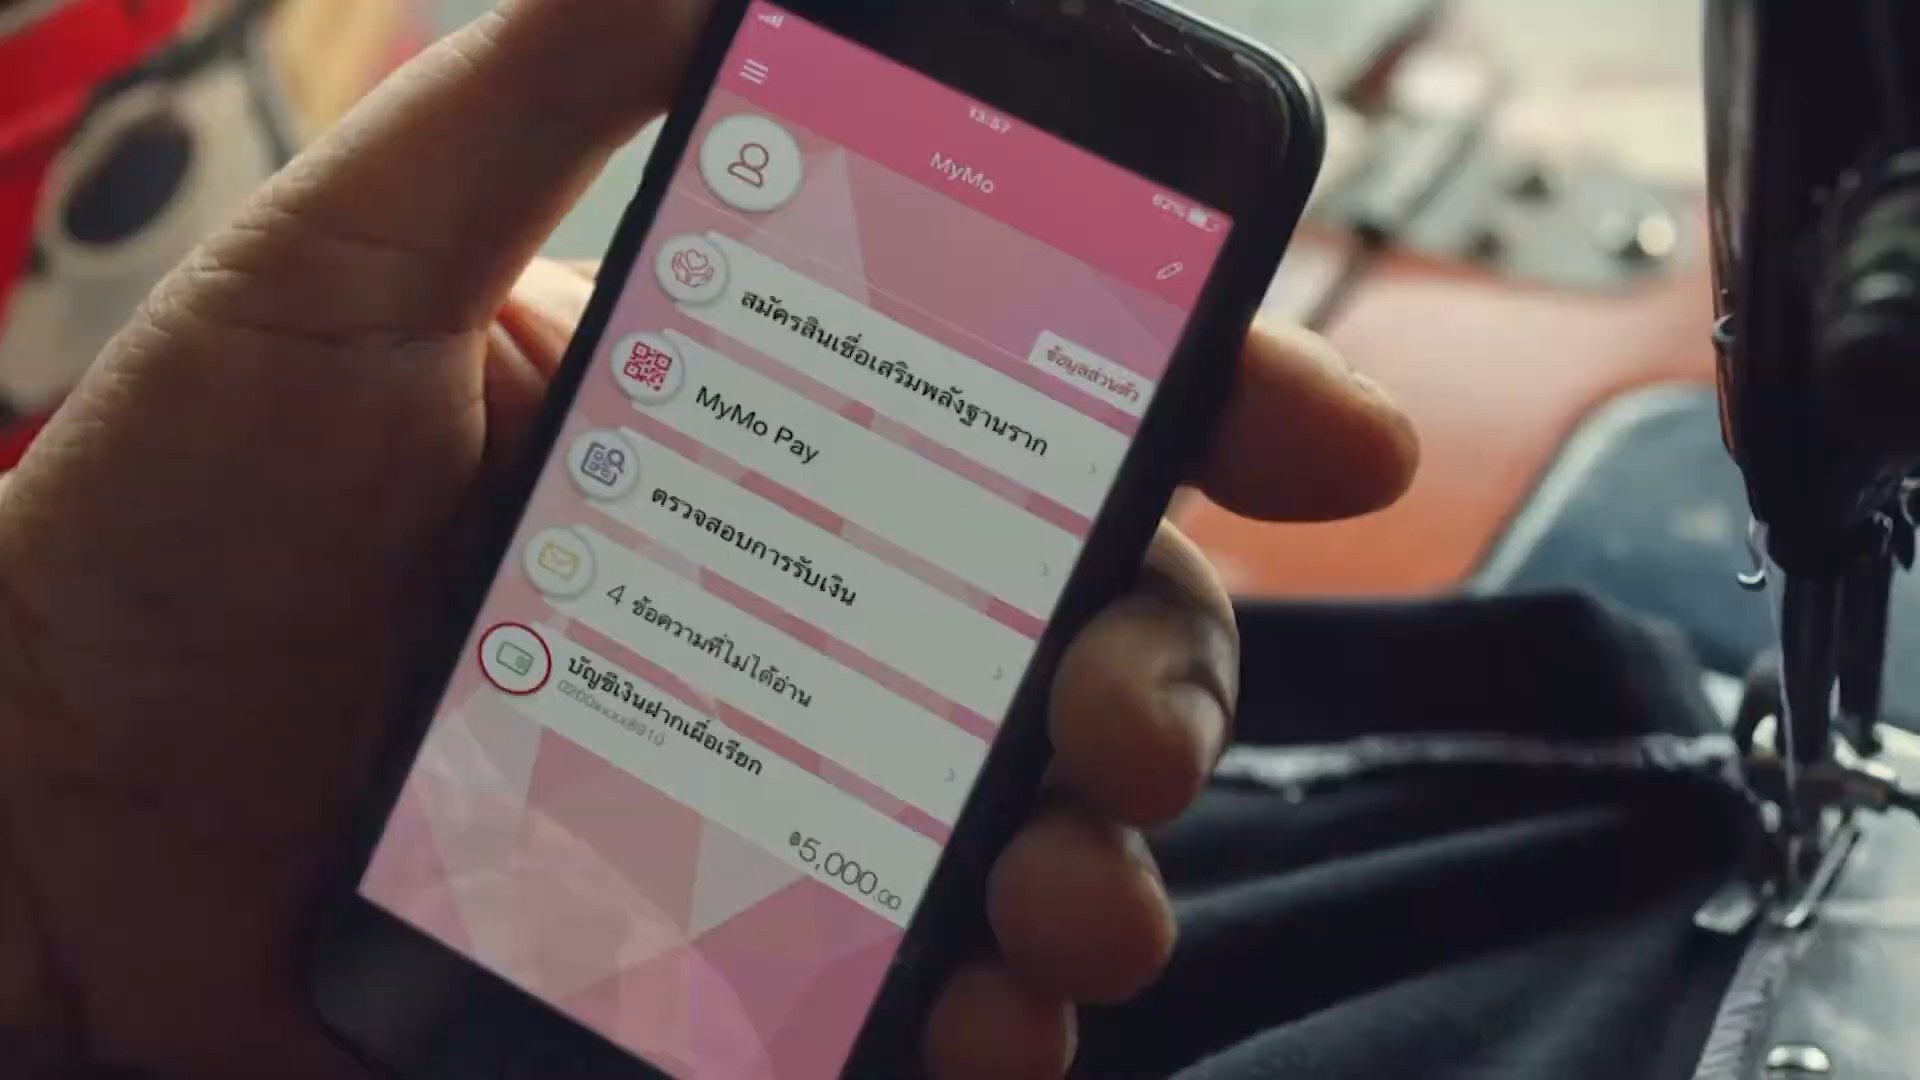 13:57
62%
MyMo
ข้อมูลส่วนตัว
สมัครสินเชื่อเสริมพลังฐานราก
MyMo Pay
ตรวจสอบการรับเงิน
4 ข้อความที่ไม่ได้อ่าน
บัญชีเงินฝากเผื่อเรียก
0200xxxx8910
฿5,000.00